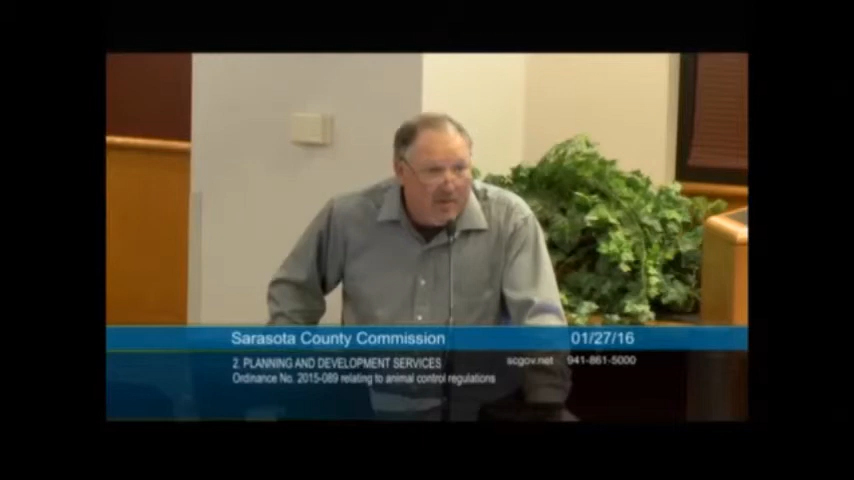 Sarasota County Commission 01/27/16
2. PLANNING AND DEVELOPMENT SERVICES scgov.net 941-861-5000
Ordinance No. 2015-089 relating to animal control regulations